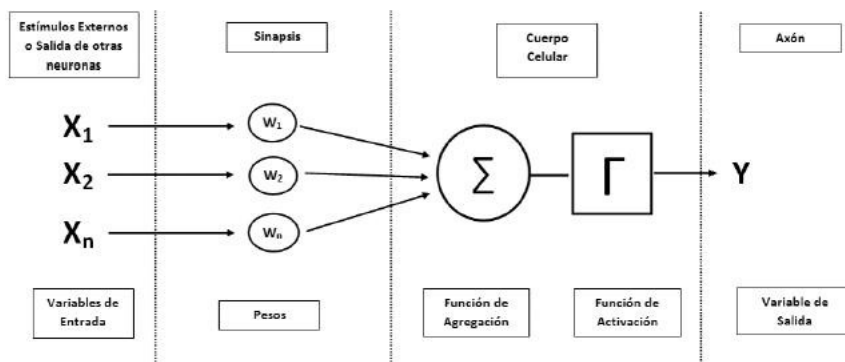 Estímulos Externos
o Salida de otras
neuronas
Sinapsis
Cuerpo
Celular
Axón
X1
W1
X2
W2
Σ
Γ
Y
Xn
Wn
Variables de
Entrada
Pesos
Función de
Agregación
Función de
Activación
Variable de
Salida